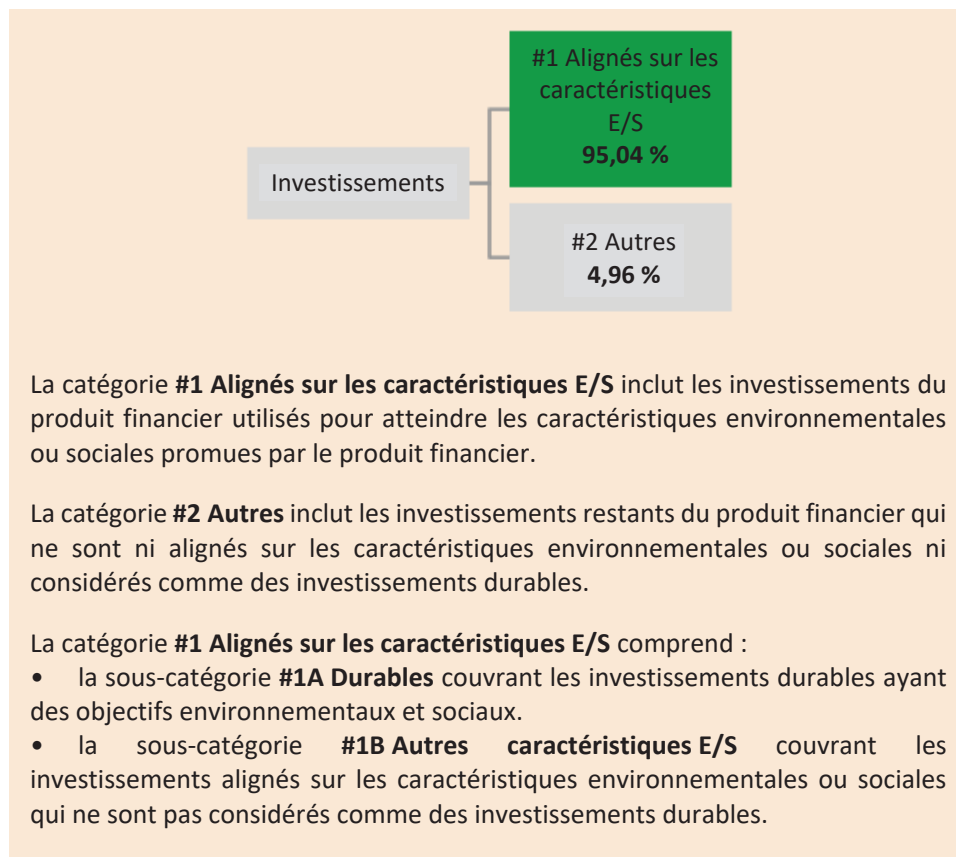 #1 Alignés sur les
caractéristiques
E/S
95,04 %
Investissements
#2 Autres
4,96 %
La catégorie #1 Alignés sur les caractéristiques E/S inclut les investissements du
produit financier utilisés pour atteindre les caractéristiques environnementales
ou sociales promues par le produit financier.
La catégorie #2 Autres inclut les investissements restants du produit financier qui
ne sont ni alignés sur les caractéristiques environnementales ou sociales ni
considérés comme des investissements durables.
La catégorie #1 Alignés sur les caractéristiques E/S comprend :
• la sous-catégorie #1A Durables couvrant les investissements durables ayant
des objectifs environnementaux et sociaux.
• la sous-catégorie #1B Autres caractéristiques E/S couvrant les
investissements alignés sur les caractéristiques environnementales ou sociales
qui ne sont pas considérés comme des investissements durables.